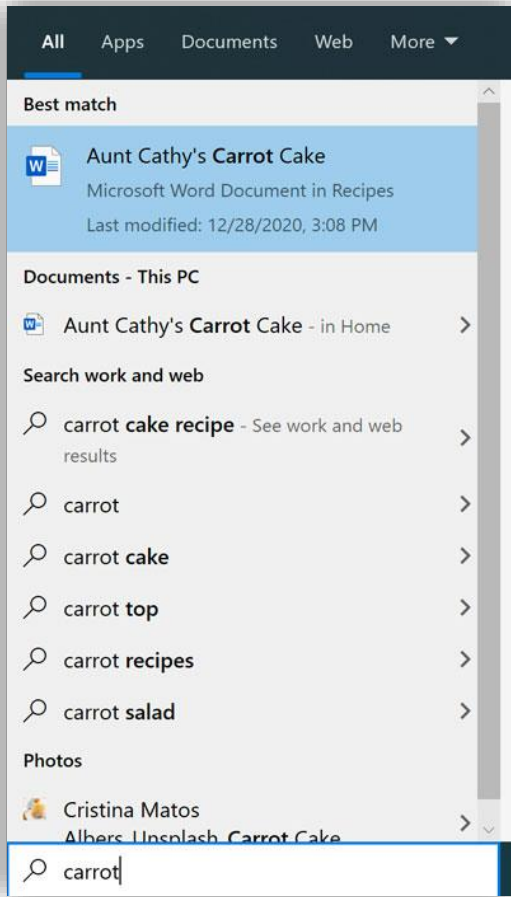 All Apps Documents Web More
Best match
Aunt Cathy's Carrot Cake
Microsoft Word Document in Recipes
Last modified: 12/28/2020, 3:08 PM
Documents - This PC
Aunt Cathy's Carrot Cake - in Home
Search work and web
carrot cake recipe - See work and web
results
carrot
carrot cake
carrot top
carrot recipes
carrot salad
Photos
Cristina Matos
Albers Unsplash Carrot Cake
carrot